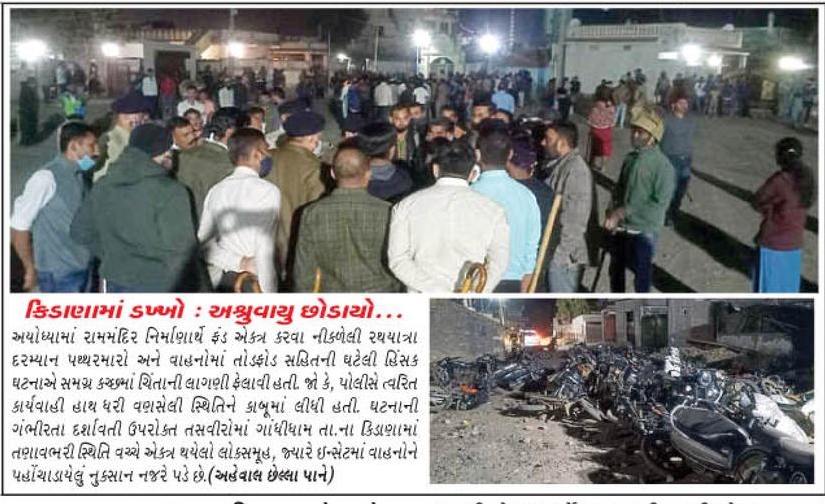 કિડાણામાં ડખ્ખો : અશ્રુવાયુ છોડાયો...
અયોધ્યામાં રામમંદિર નિર્માણાર્થે ફંડ એકત્ર કરવા નીકળેલી રથયાત્રા
દરમ્યાન પથ્થરમારો અને વાહનોમાં તોડફોડ સહિતની ઘટેલી હિંસક
ઘટનાએ સમગ્ર કચ્છમાં ચિંતાની લાગણી ફેલાવી હતી. જો કે, પોલીસે ત્વરિત
કાર્યવાહી હાથ ધરી વણસેલી સ્થિતિને કાબૂમાં લીધી હતી. ઘટનાની
ગંભીરતા દર્શાવતી ઉપરોક્ત તસવીરોમાં ગાંધીધામ તા.ના કિડાણામાં
તણાવભરી સ્થિતિ વચ્ચે એકત્ર થયેલો લોકસમૂહ, જ્યારે ઈન્સેટમાં વાહનોને
પહોંચાડાયેલું નુકસાન નજરે પડે છે.(અહેવાલ છેલ્લા પાને)